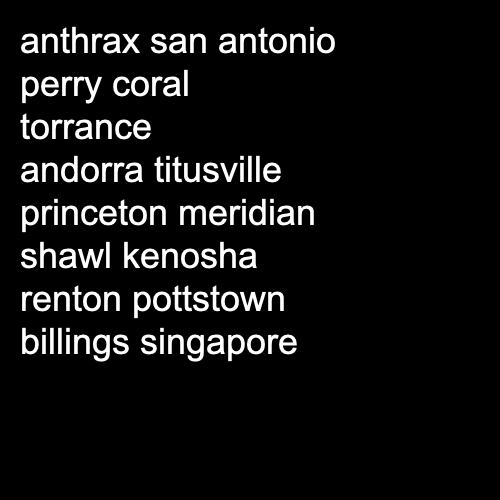 anthrax san antonio
perry coral
torrance
andorra titusville
princeton meridian
shawl kenosha
renton pottstown
billings singapore